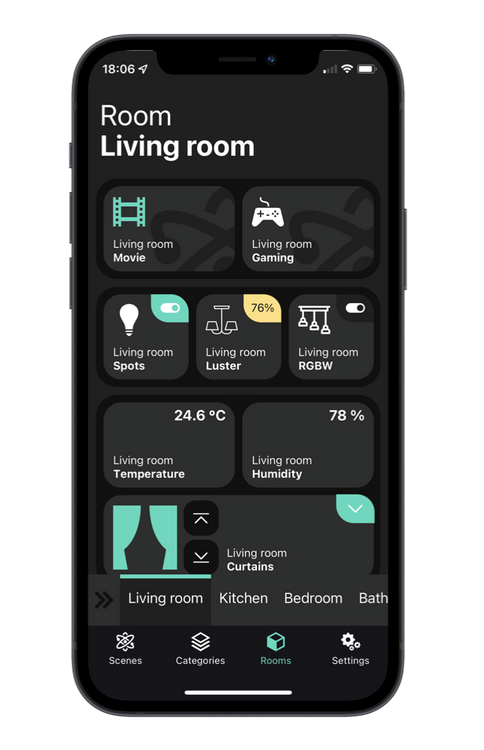 18:06
Room
Living room
Living room
Movie
Living room
Gaming
76%
Living room
Spots
Living room
Luster
Living room
RGBW
24.6 °C
Living room
Temperature
78 %
Living room
Humidity
Living room
Curtains
Living room
Kitchen
Bedroom
Bath
Scenes
Categories
Rooms
Settings